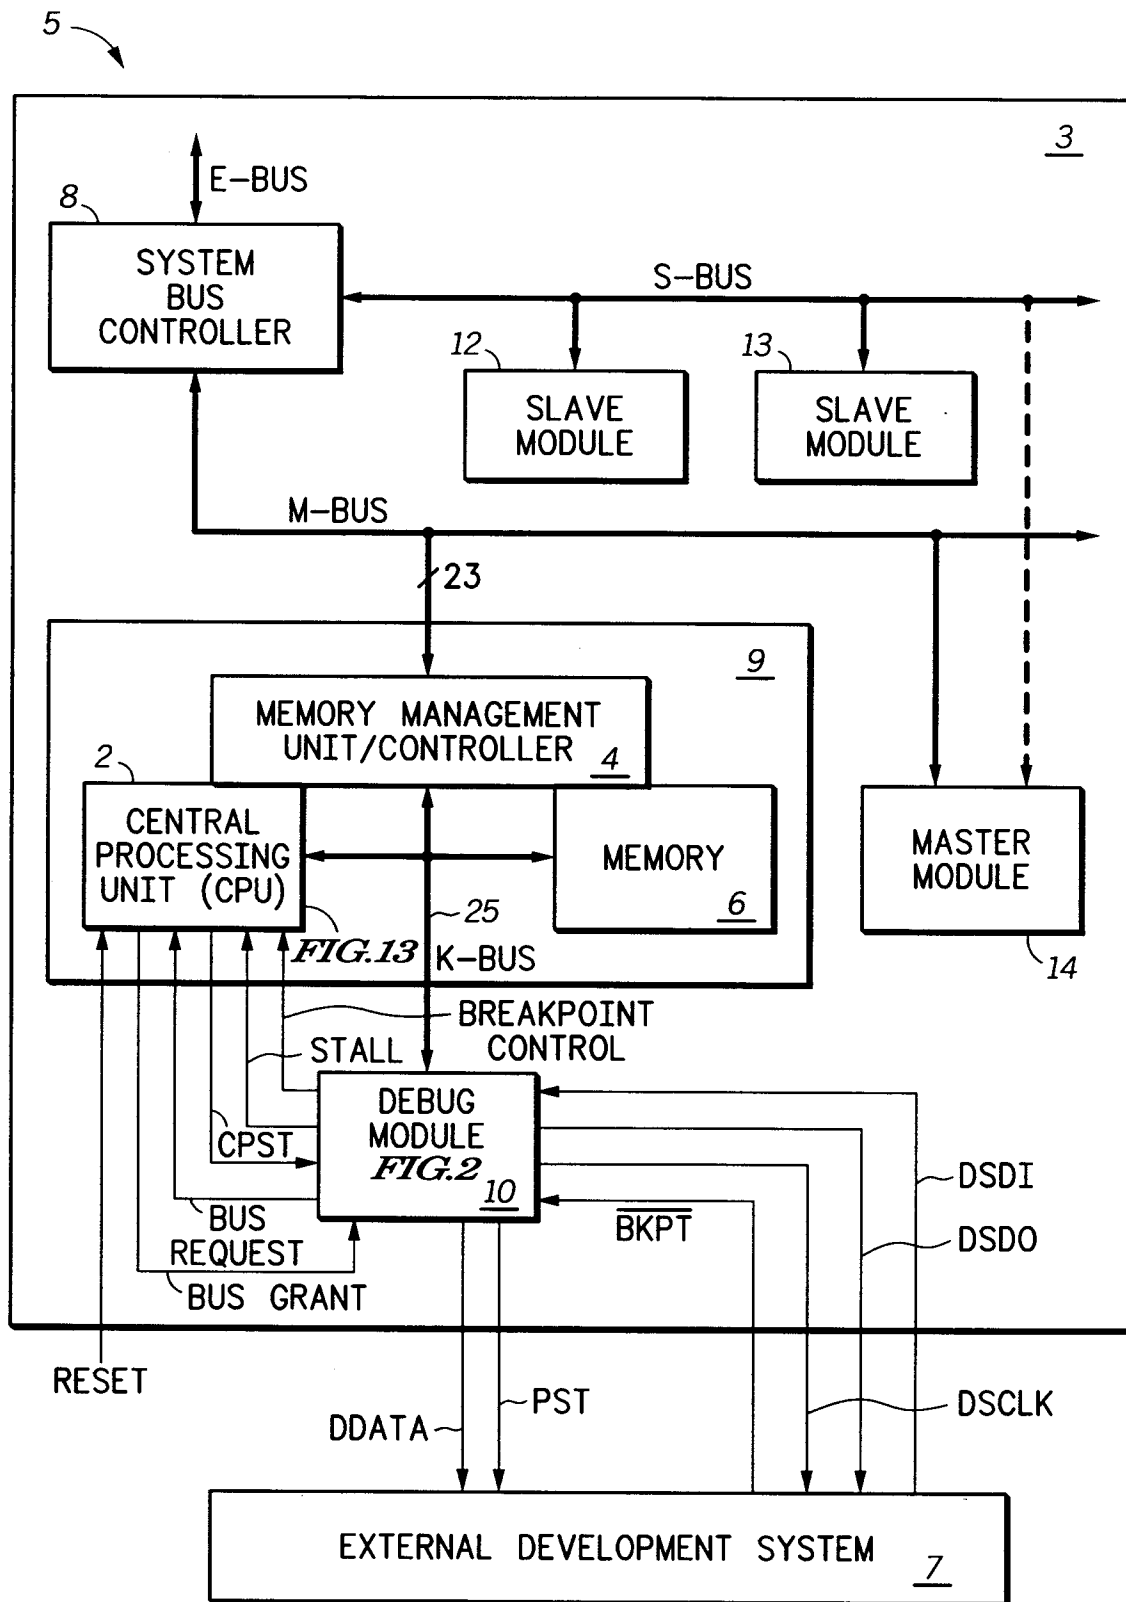 5
3
E-BUS
8
SYSTEM
BUS
CONTROLLER
S-BUS
12
SLAVE
MODULE
13
SLAVE
MODULE
M-BUS
23
9
MEMORY MANAGEMENT
UNIT/CONTROLLER
4
2
CENTRAL
PROCESSING
UNIT (CPU)
MEMORY
6
MASTER
MODULE
14
25
FIG.13
K-BUS
BREAKPOINT
CONTROL
STALL
CPST
DEBUG
MODULE
FIG.2
10
BUS
REQUEST
BUS GRANT
BKPT
DSDI
DSDO
RESET
PST
DDATA
DSCLK
EXTERNAL DEVELOPMENT SYSTEM
7